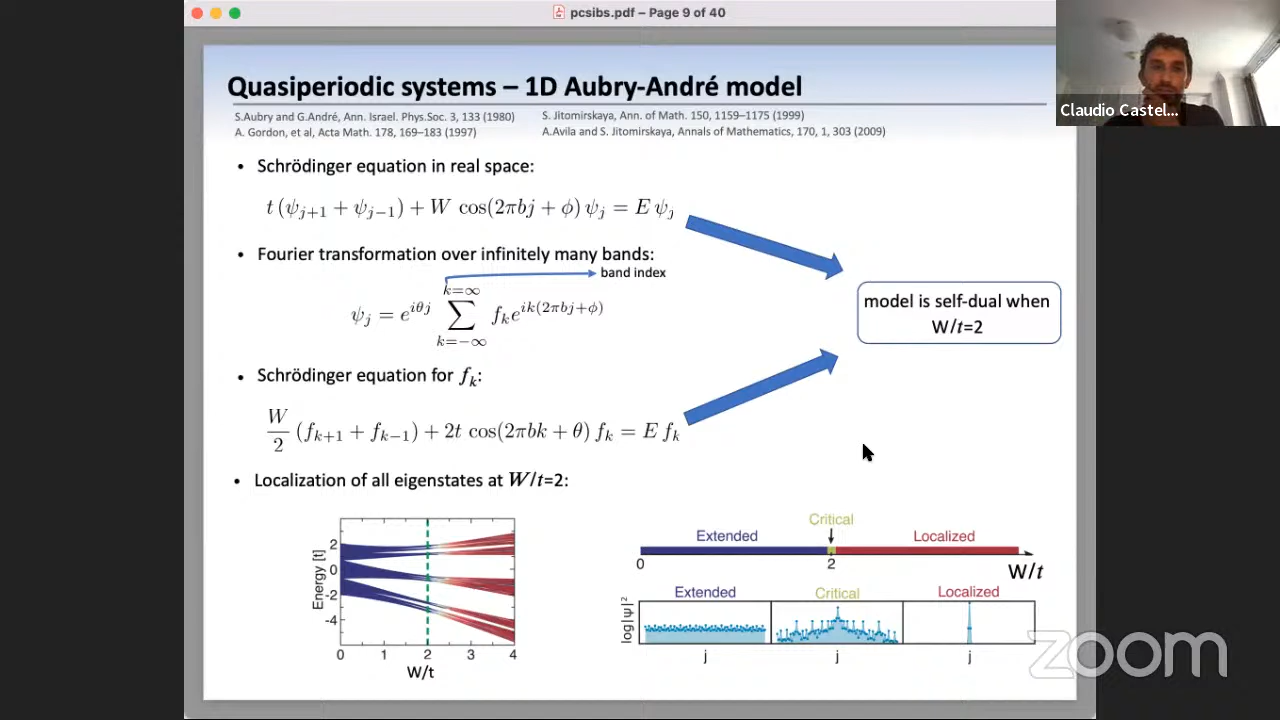 pcsibs.pdf – Page 9 of 40
Claudio Castel...
Quasiperiodic systems – 1D Aubry-André model
S.Aubry and G.André, Ann. Israel. Phys.Soc. 3, 133 (1980)
S. Jitomirskaya, Ann. of Math. 150, 1159–1175 (1999)
A. Gordon, et al, Acta Math. 178, 169–183 (1997)
A.Avila and S. Jitomirskaya, Annals of Mathematics, 170, 1, 303 (2009)
• Schrödinger equation in real space:
t (ψ_{j+1} + ψ_{j−1}) + W cos(2πbj + ϕ) ψ_j = E ψ_j
• Fourier transformation over infinitely many bands:
band index
ψ_j = e^{iθj} ∑_{k=−∞}^{k=∞} f_k e^{ik(2πbj+ϕ)}
model is self-dual when
W/t=2
• Schrödinger equation for f_k:
W/2 (f_{k+1} + f_{k−1}) + 2t cos(2πbk + θ) f_k = E f_k
• Localization of all eigenstates at W/t=2:
Energy [t]
2
0
-2
-4
0 1 2 3 4
W/t
Critical
Extended
Localized
0 2
W/t
Extended Critical Localized
log|ψ|²
j j j
zoom